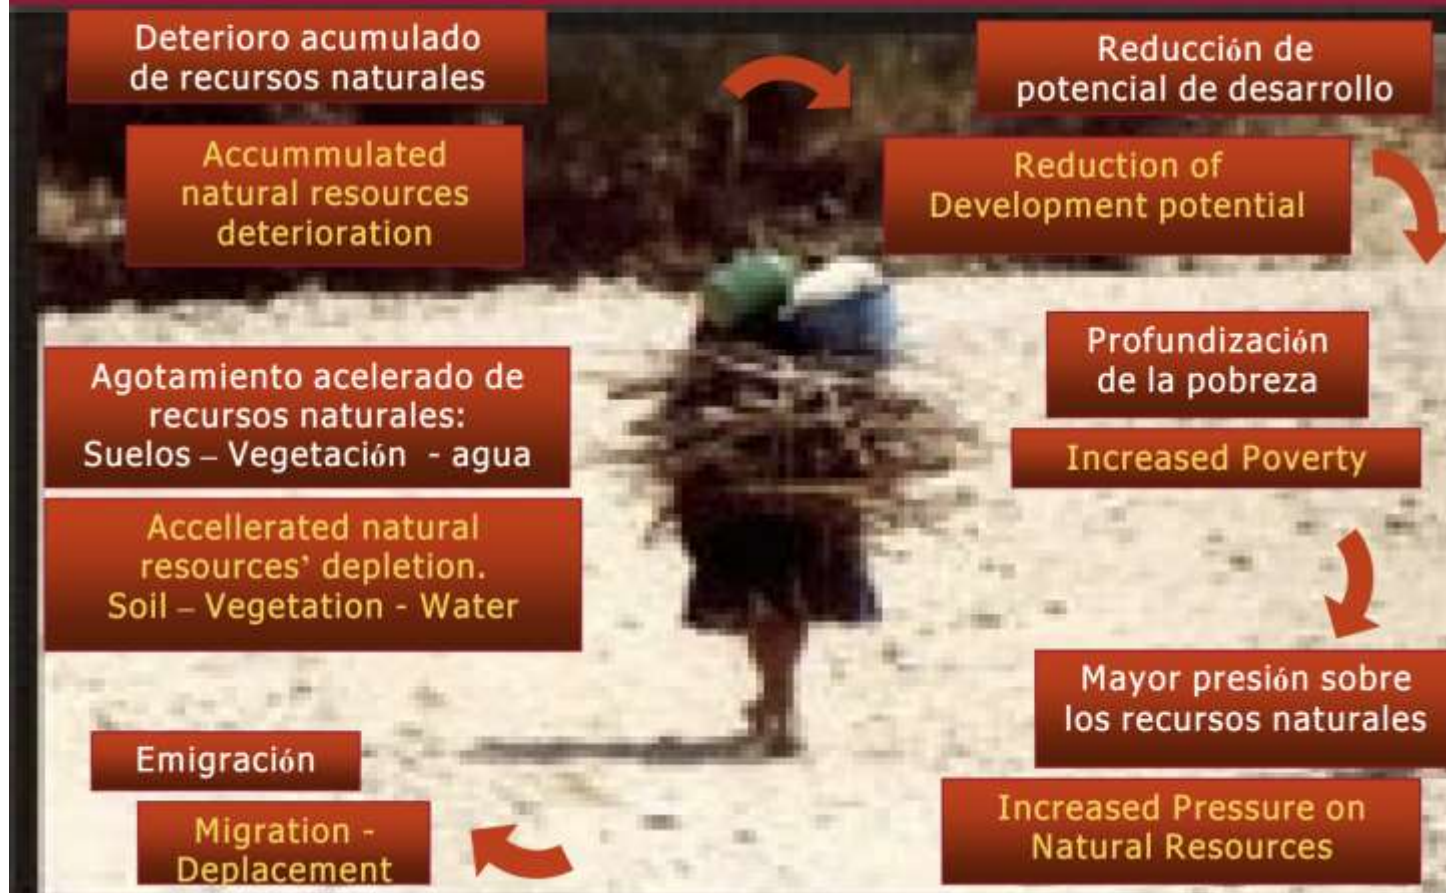 Deterioro acumulado
de recursos naturales
Accummulated
natural resources
deterioration
Reducción de
potencial de desarrollo
Reduction of
Development potential
Profundización
de la pobreza
Increased Poverty
Mayor presión sobre
los recursos naturales
Increased Pressure on
Natural Resources
Emigración
Migration -
Deplacement
Agotamiento acelerado de
recursos naturales:
Suelos – Vegetación - agua
Accellerated natural
resources’ depletion.
Soil – Vegetation - Water